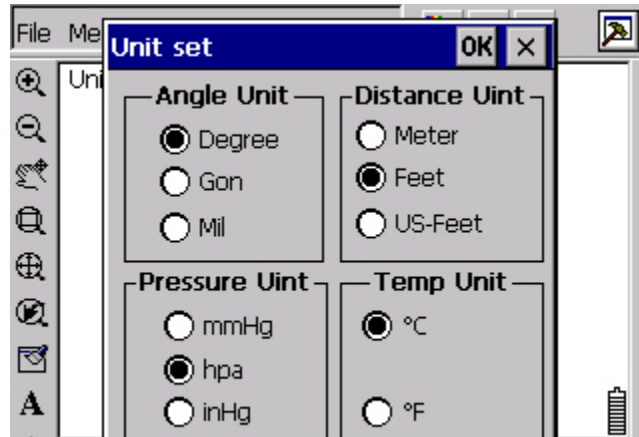 File Me
Unit set OK
Uni
Angle Unit
Degree
Gon
Mil
Distance Uint
Meter
Feet
US-Feet
Pressure Uint
mmHg
hpa
inHg
Temp Unit
°C
°F
A